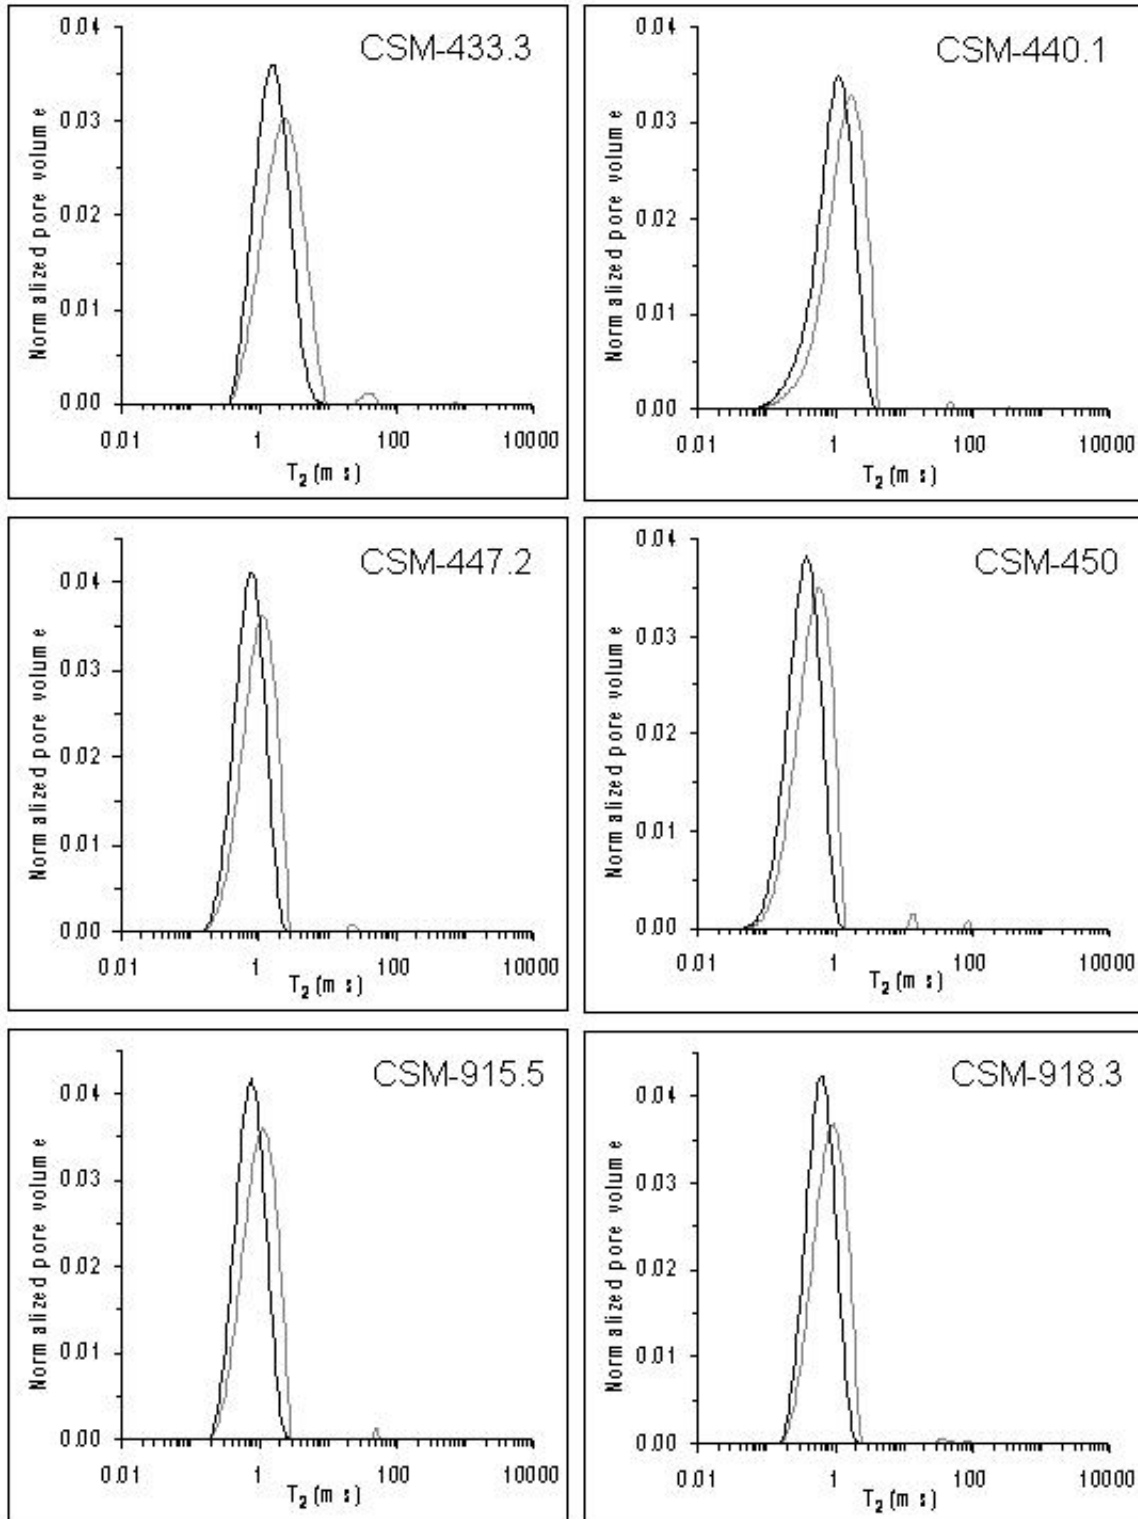 CSM-433.3
0.04
0.03
0.02
0.01
0.00
Normalized pore volume
0.01 1 100 10000
T2 (ms)
CSM-440.1
0.04
0.03
0.02
0.01
0.00
Normalized pore volume
0.01 1 100 10000
T2 (ms)
CSM-447.2
0.04
0.03
0.02
0.01
0.00
Normalized pore volume
0.01 1 100 10000
T2 (ms)
CSM-450
0.04
0.03
0.02
0.01
0.00
Normalized pore volume
0.01 1 100 10000
T2 (ms)
CSM-915.5
0.04
0.03
0.02
0.01
0.00
Normalized pore volume
0.01 1 100 10000
T2 (ms)
CSM-918.3
0.04
0.03
0.02
0.01
0.00
Normalized pore volume
0.01 1 100 10000
T2 (ms)